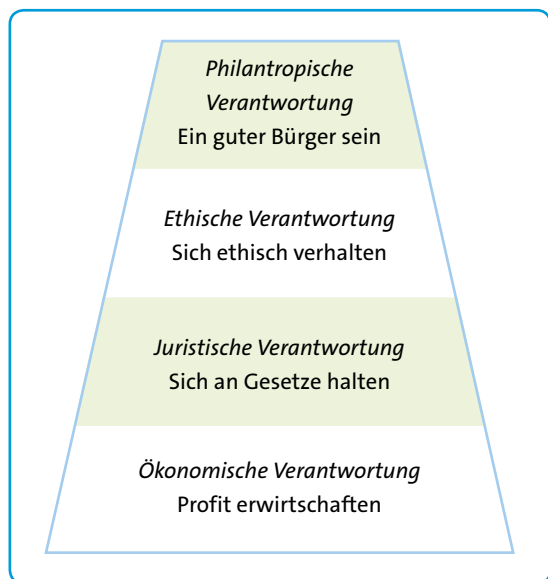 Philantropische
Verantwortung
Ein guter Bürger sein
Ethische Verantwortung
Sich ethisch verhalten
Juristische Verantwortung
Sich an Gesetze halten
Ökonomische Verantwortung
Profit erwirtschaften